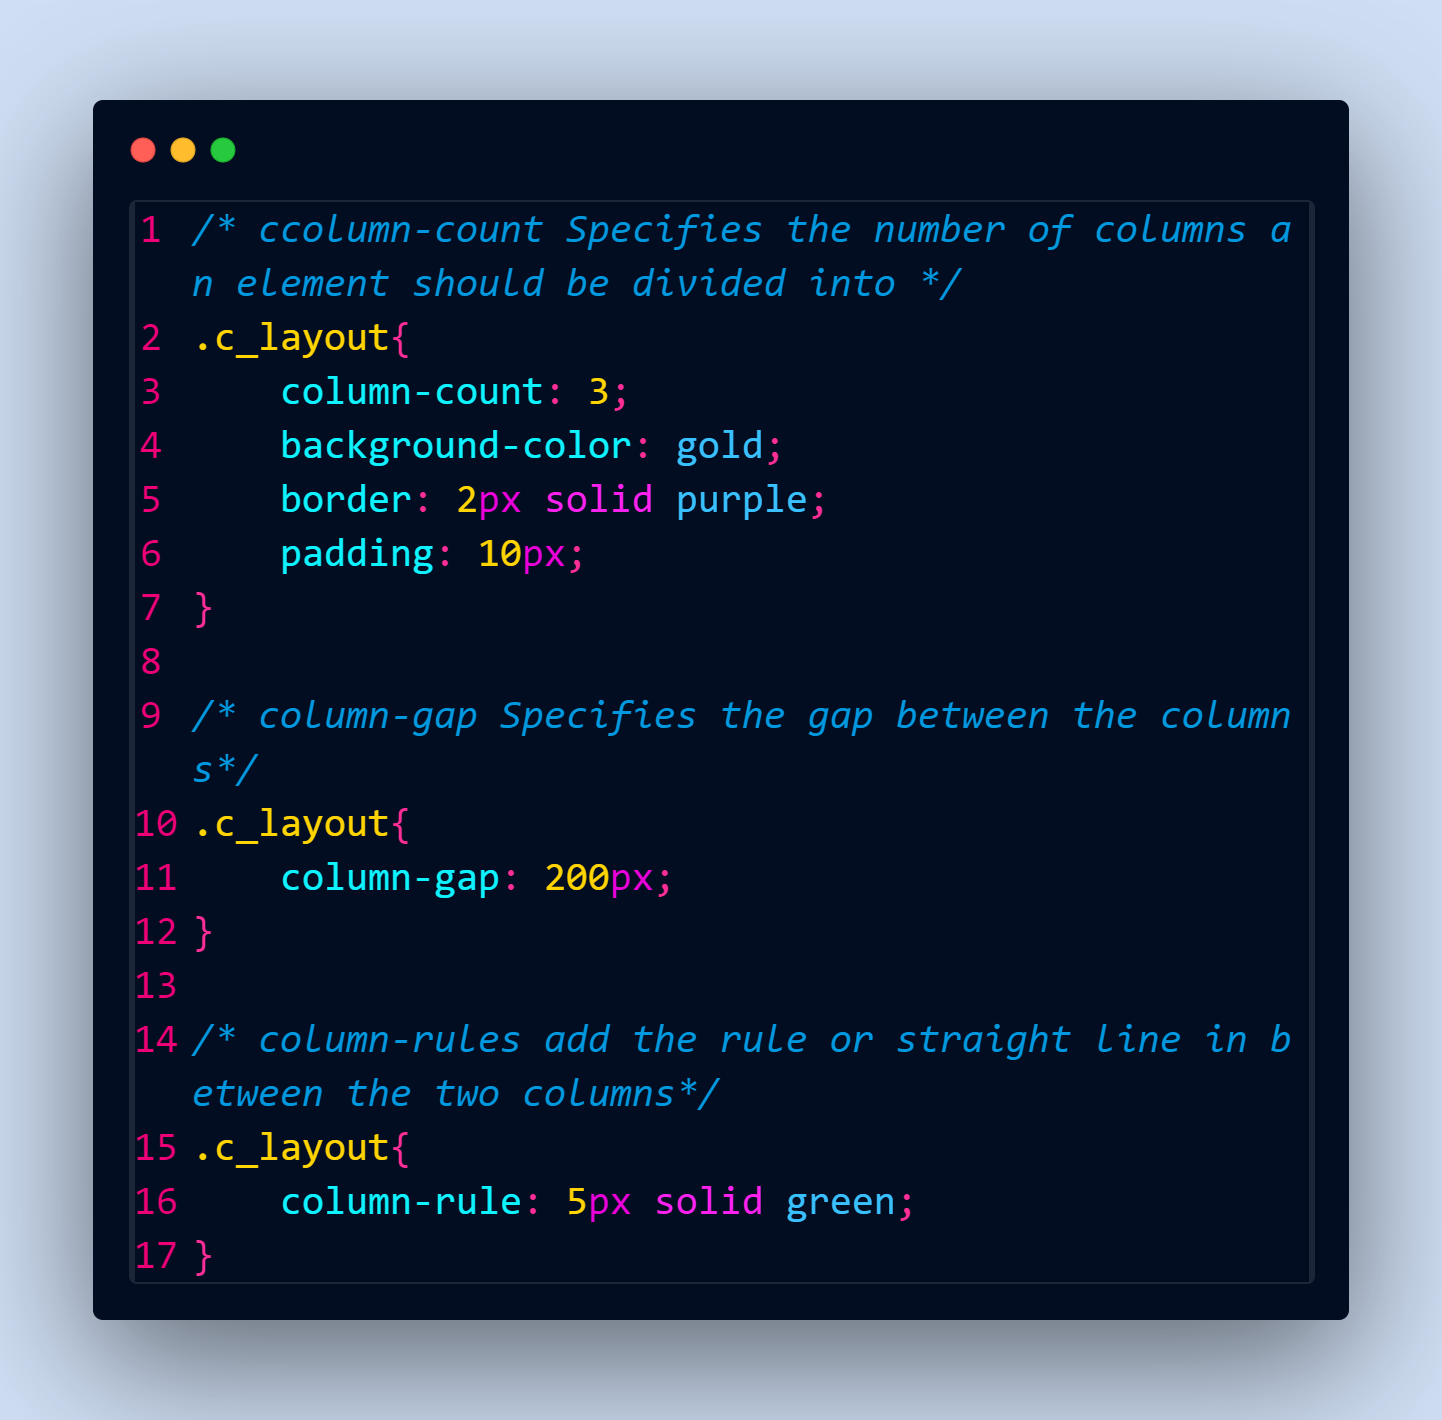 1 /* ccolumn-count Specifies the number of columns a
n element should be divided into */
2 .c_layout{
3     column-count: 3;
4     background-color: gold;
5     border: 2px solid purple;
6     padding: 10px;
7 }
8
9 /* column-gap Specifies the gap between the column
s*/
10 .c_layout{
11     column-gap: 200px;
12 }
13
14 /* column-rules add the rule or straight line in b
etween the two columns*/
15 .c_layout{
16     column-rule: 5px solid green;
17 }